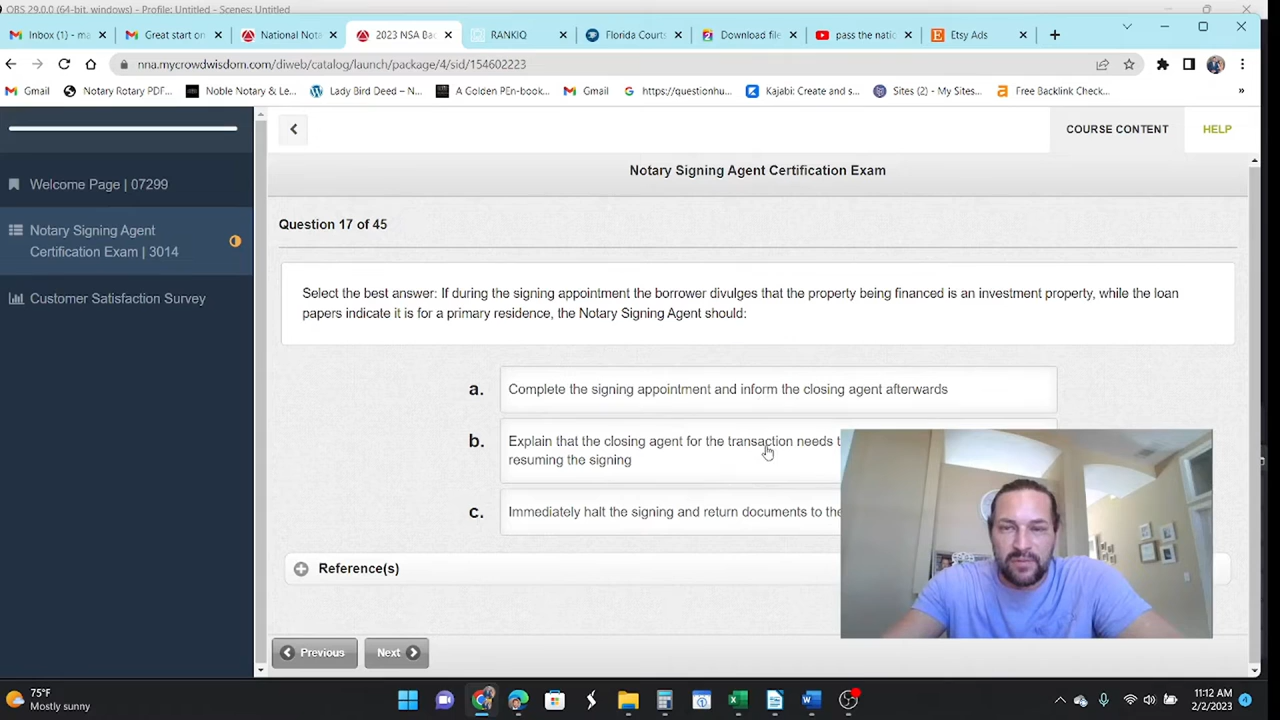 OBS 29.0.0 (64-bit, windows) - Profile: Untitled - Scenes: Untitled
Inbox (1) - m
Great start on
National Nota
2023 NSA Bac
RANKIQ
Florida Courts
Download file
pass the natio
Etsy Ads
nna.mycrowdwisdom.com/diweb/catalog/launch/package/4/sid/154602223
Gmail
Notary Rotary PDF...
Noble Notary & Le...
Lady Bird Deed – N...
A Golden PEn-book...
Gmail
https://questionhu...
Kajabi: Create and s...
Sites (2) - My Sites...
Free Backlink Check...
»
COURSE CONTENT
HELP
Welcome Page | 07299
Notary Signing Agent
Certification Exam | 3014
Customer Satisfaction Survey
Notary Signing Agent Certification Exam
Question 17 of 45
Select the best answer: If during the signing appointment the borrower divulges that the property being financed is an investment property, while the loan
papers indicate it is for a primary residence, the Notary Signing Agent should:
a. Complete the signing appointment and inform the closing agent afterwards
b. Explain that the closing agent for the transaction needs
resuming the signing
c. Immediately halt the signing and return documents to the
Reference(s)
Previous
Next
75°F
Mostly sunny
11:12 AM
2/2/2023